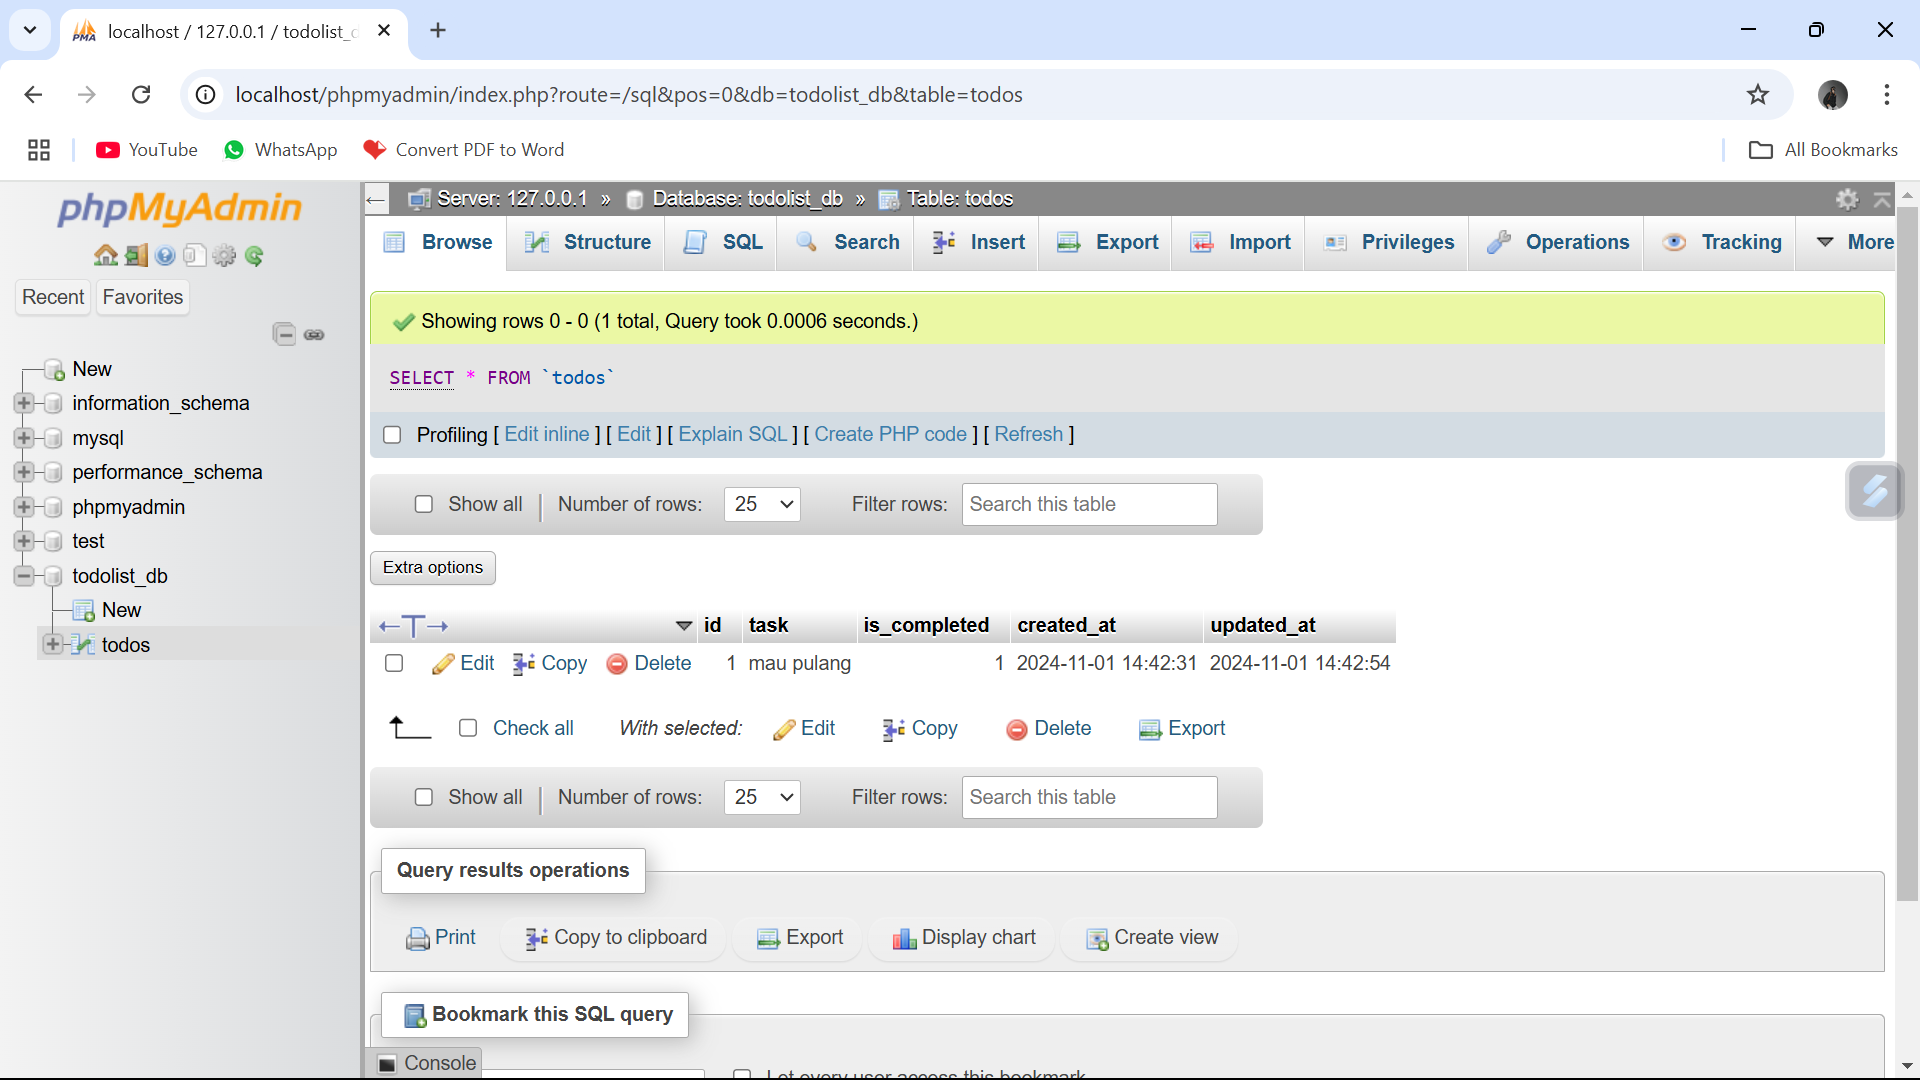 localhost / 127.0.0.1 / todolist_d
localhost/phpmyadmin/index.php?route=/sql&pos=0&db=todolist_db&table=todos
YouTube WhatsApp Convert PDF to Word All Bookmarks
phpMyAdmin
Recent Favorites
New
information_schema
mysql
performance_schema
phpmyadmin
test
todolist_db
New
todos
Server: 127.0.0.1 » Database: todolist_db » Table: todos
Browse Structure SQL Search Insert Export Import Privileges Operations Tracking More
Showing rows 0 - 0 (1 total, Query took 0.0006 seconds.)
SELECT * FROM `todos`
Profiling [ Edit inline ] [ Edit ] [ Explain SQL ] [ Create PHP code ] [ Refresh ]
Show all Number of rows: 25 Filter rows: Search this table
Extra options
id task is_completed created_at updated_at
Edit Copy Delete 1 mau pulang 1 2024-11-01 14:42:31 2024-11-01 14:42:54
Check all With selected: Edit Copy Delete Export
Show all Number of rows: 25 Filter rows: Search this table
Query results operations
Print Copy to clipboard Export Display chart Create view
Bookmark this SQL query
Console
Let every user access this bookmark